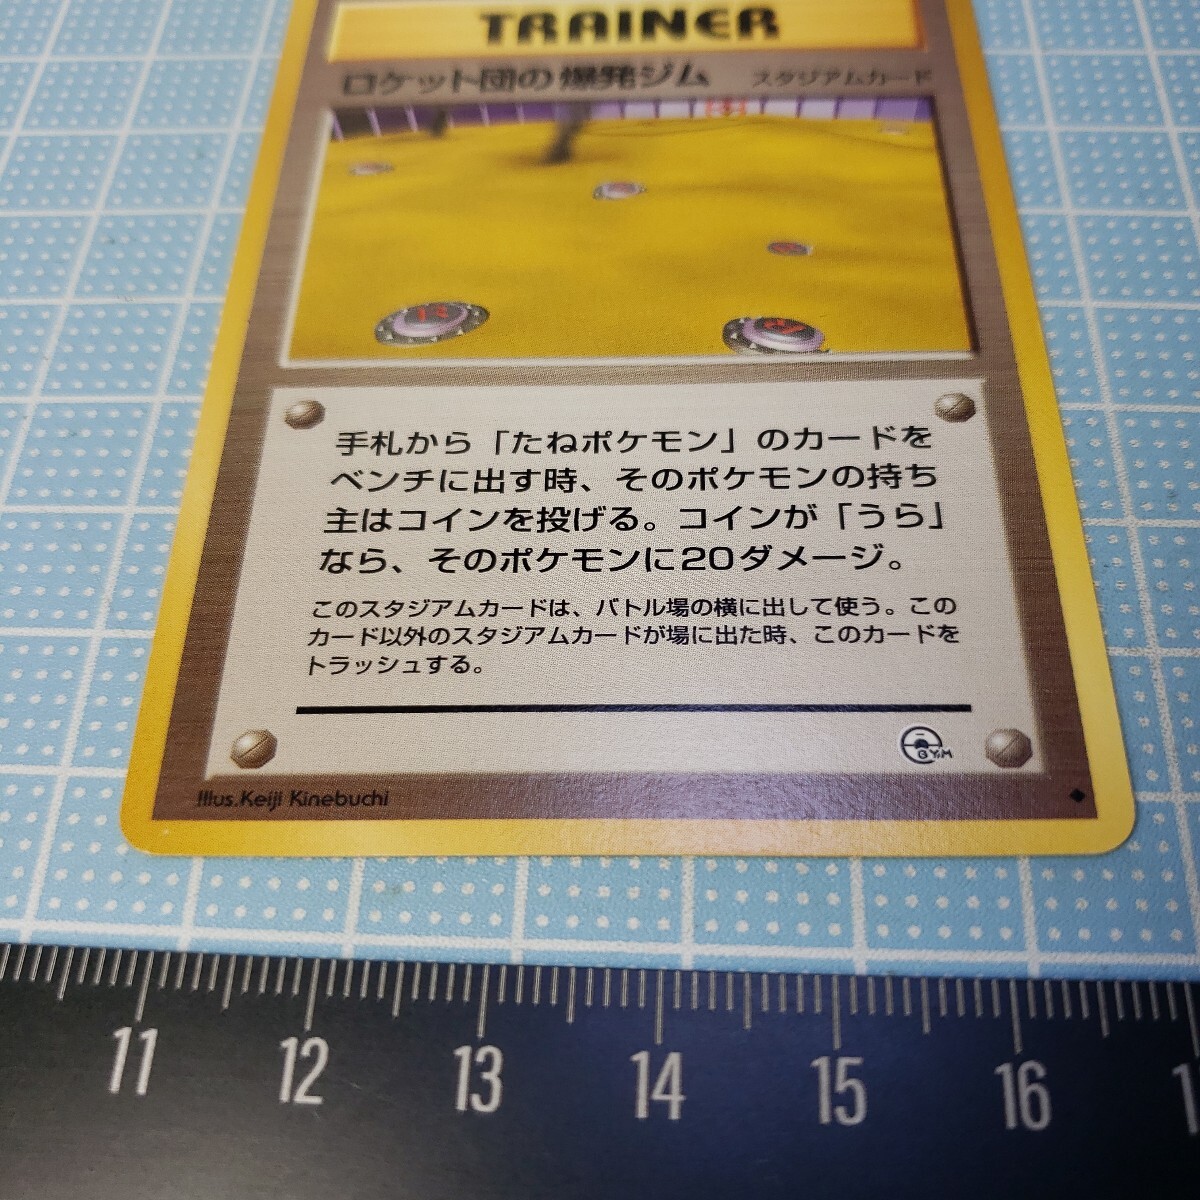 TRAINER
ロケット団の爆発ジム スタジアムカード
手札から「たねポケモン」のカードを
ベンチに出す時、そのポケモンの持ち
主はコインを投げる。コインが「うら」
なら、そのポケモンに20ダメージ。
このスタジアムカードは、バトル場の横に出して使う。この
カード以外のスタジアムカードが場に出た時、このカードを
トラッシュする。
GYM
Illus.Keiji Kinebuchi
11 12 13 14 15 16